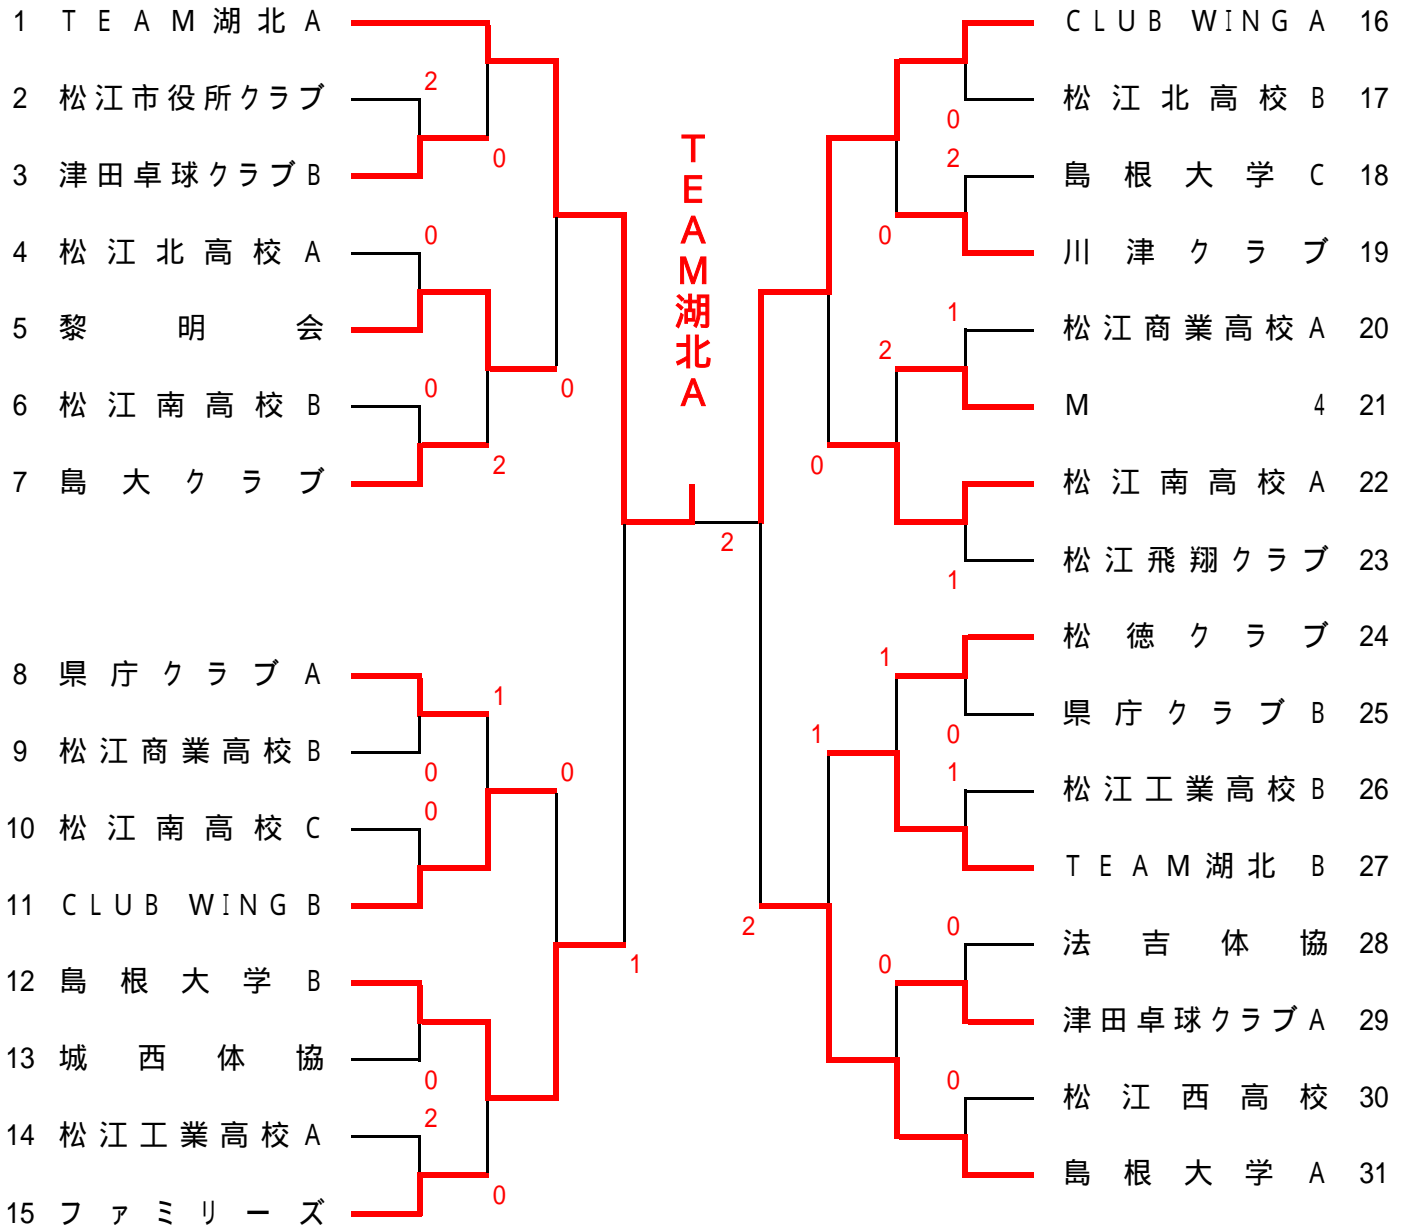 1 TEAM湖北A
2
2 松江市役所クラブ
0
3 津田卓球クラブB
0
4 松江北高校A
5 黎明会
0
0
6 松江南高校B
2
7 島大クラブ
8 県庁クラブA
1
9 松江商業高校B
0
0
0
10 松江南高校C
11 CLUB WING B
1
12 島根大学B
13 城西体協
0
2
14 松江工業高校A
0
15 ファミリーズ
TEAM湖北A
2
CLUB WING A 16
松江北高校B 17
0
2
島根大学C 18
0
川津クラブ 19
1
松江商業高校A 20
2
M4 21
0
松江南高校A 22
松江飛翔クラブ 23
1
松徳クラブ 24
1
県庁クラブB 25
0
1
1
松江工業高校B 26
TEAM湖北B 27
2
0
法吉体協 28
0
津田卓球クラブA 29
0
松江西高校 30
島根大学A 31